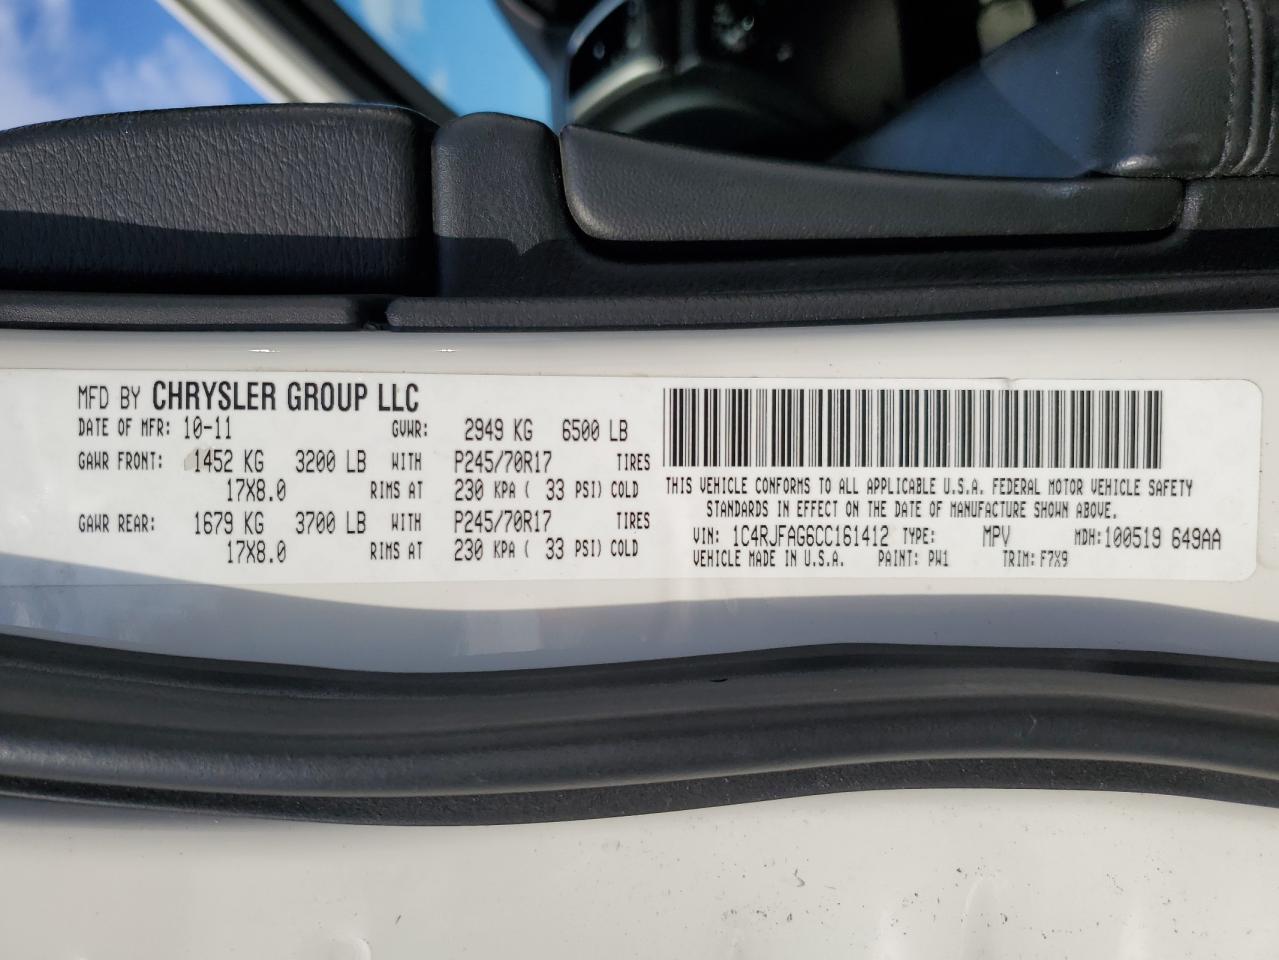 MFD BY CHRYSLER GROUP LLC
DATE OF MFR: 10-11 GVWR: 2949 KG 6500 LB
GAWR FRONT: 1452 KG 3200 LB WITH P245/70R17 TIRES
17X8.0 RIMS AT 230 KPA ( 33 PSI) COLD
GAWR REAR: 1679 KG 3700 LB WITH P245/70R17 TIRES
17X8.0 RIMS AT 230 KPA ( 33 PSI) COLD
THIS VEHICLE CONFORMS TO ALL APPLICABLE U.S.A. FEDERAL MOTOR VEHICLE SAFETY
STANDARDS IN EFFECT ON THE DATE OF MANUFACTURE SHOWN ABOVE.
VIN: 1C4RJFAG6CC161412 TYPE: MPV MDH: 100519 649AA
VEHICLE MADE IN U.S.A. PAINT: PW1 TRIM: F7X9